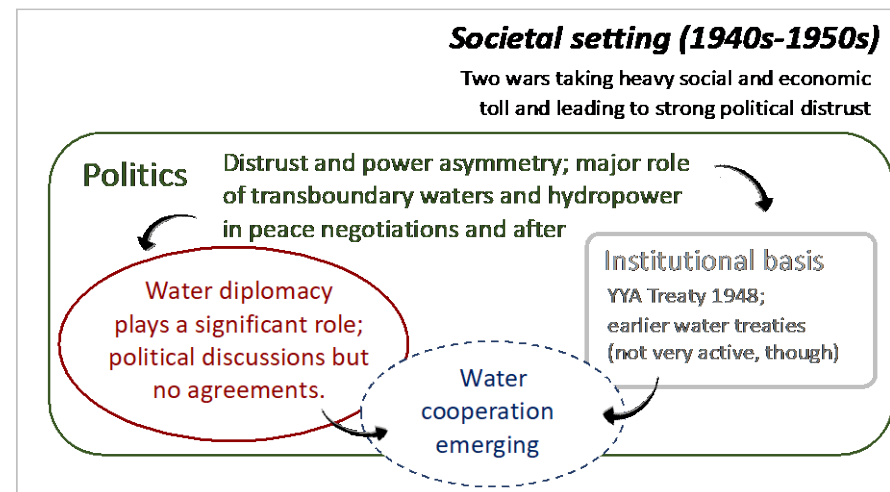 Societal setting (1940s-1950s)
Two wars taking heavy social and economic
toll and leading to strong political distrust
Politics
Distrust and power asymmetry; major role
of transboundary waters and hydropower
in peace negotiations and after
Water diplomacy
plays a significant role;
political discussions but
no agreements.
Institutional basis
YYA Treaty 1948;
earlier water treaties
(not very active, though)
Water
cooperation
emerging